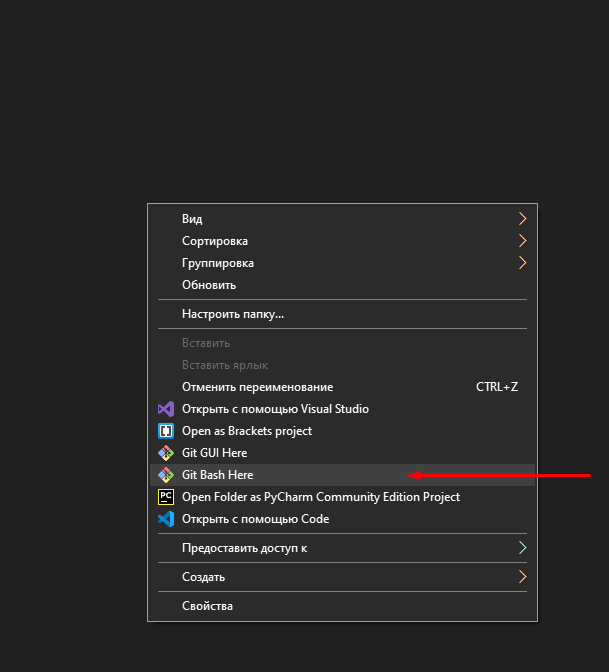 Вид
Сортировка
Группировка
Обновить
Настроить папку...
Вставить
Вставить ярлык
Отменить переименование CTRL+Z
Открыть с помощью Visual Studio
Open as Brackets project
Git GUI Here
Git Bash Here
PC Open Folder as PyCharm Community Edition Project
Открыть с помощью Code
Предоставить доступ к
Создать
Свойства